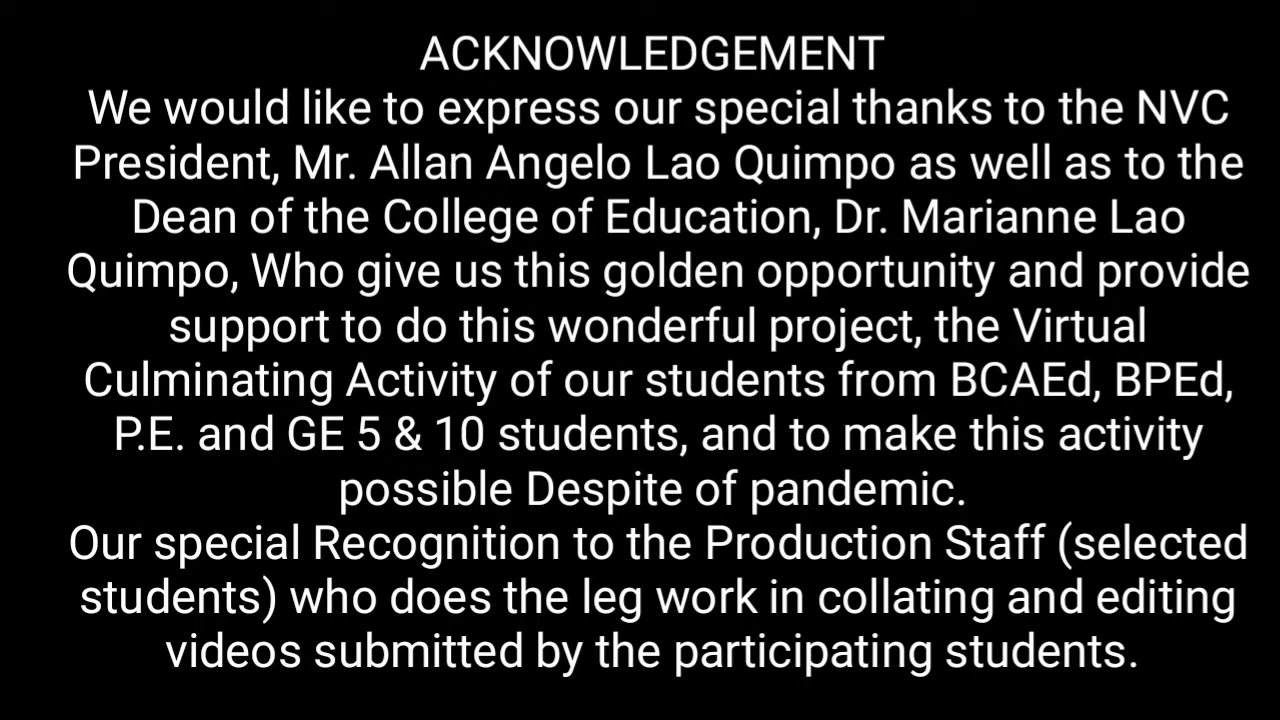 ACKNOWLEDGEMENT
We would like to express our special thanks to the NVC
President, Mr. Allan Angelo Lao Quimpo as well as to the
Dean of the College of Education, Dr. Marianne Lao
Quimpo, Who give us this golden opportunity and provide
support to do this wonderful project, the Virtual
Culminating Activity of our students from BCAEd, BPEd,
P.E. and GE 5 & 10 students, and to make this activity
possible Despite of pandemic.
Our special Recognition to the Production Staff (selected
students) who does the leg work in collating and editing
videos submitted by the participating students.